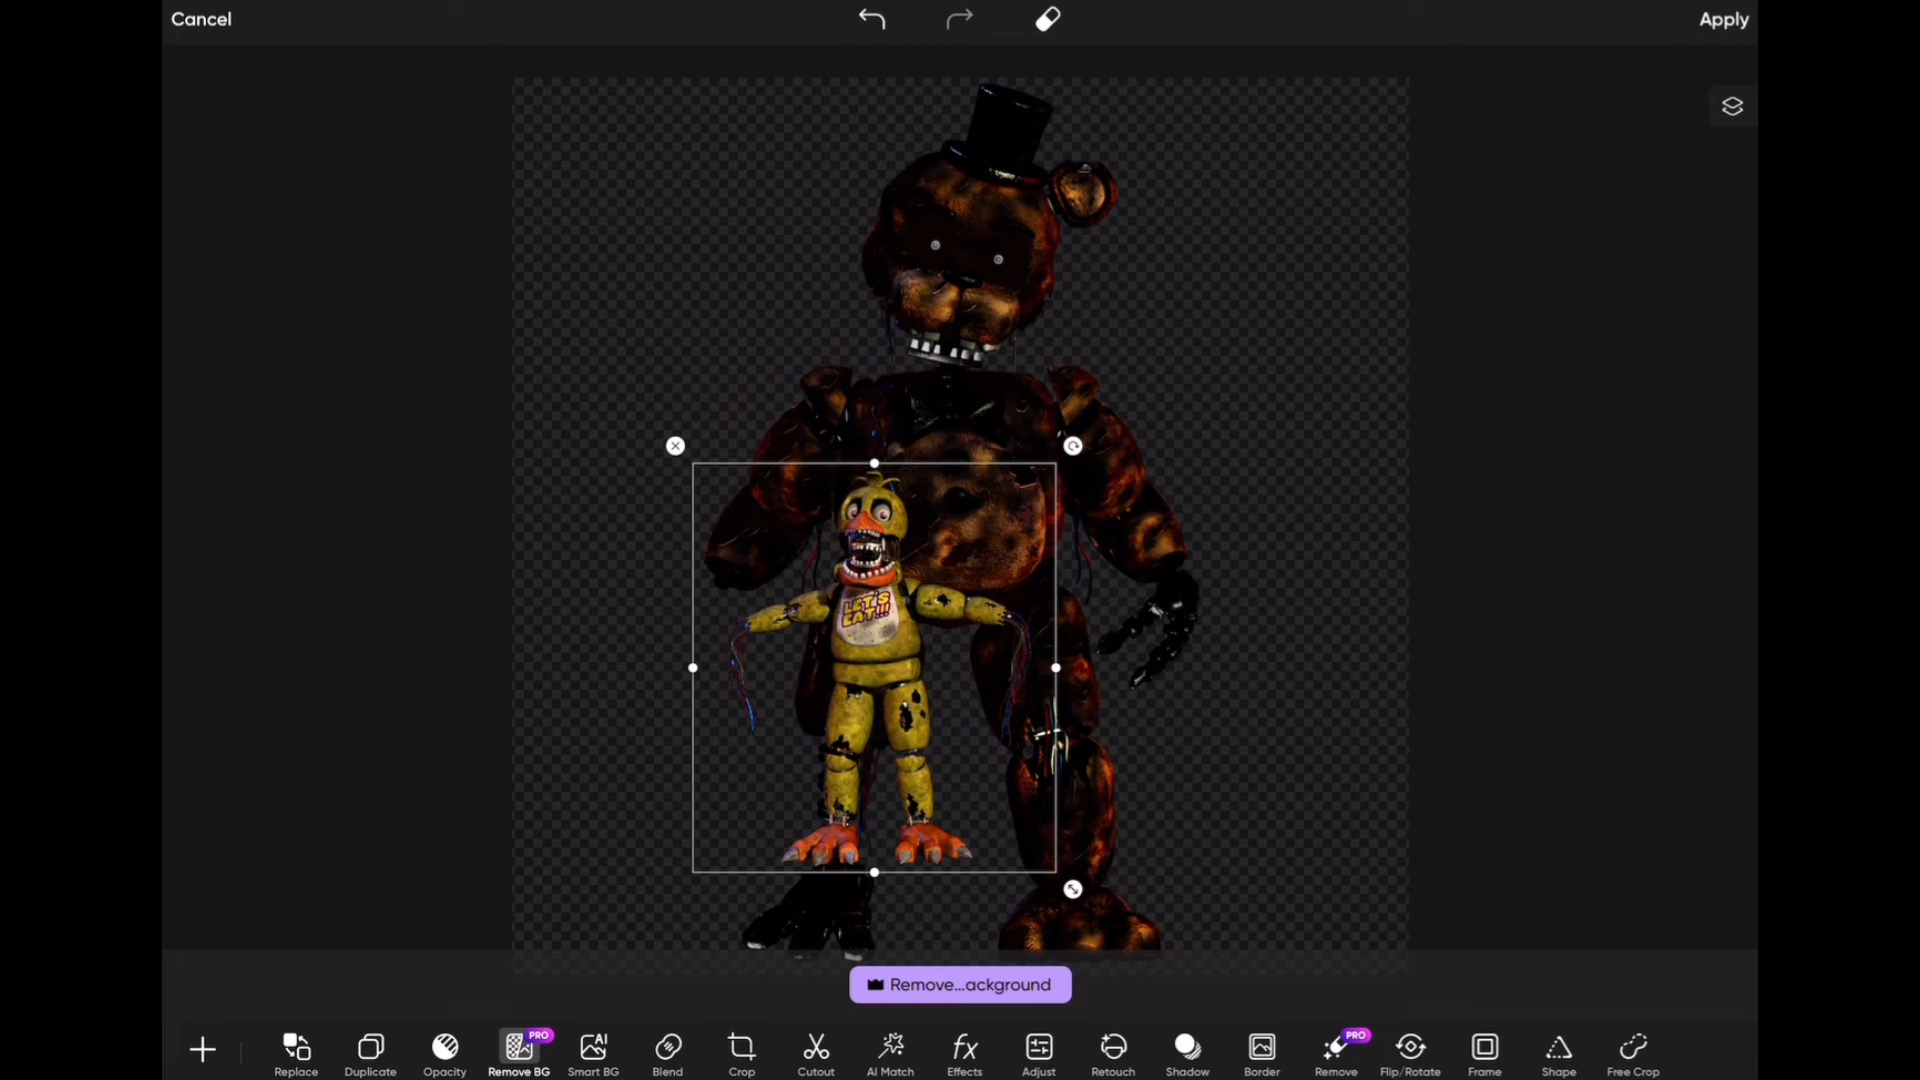 Cancel
Apply
LET'S
EAT!!!
Remove...ackground
PRO
PRO
Replace
Duplicate
Opacity
Remove BG
Smart BG
Blend
Crop
Cutout
AI Match
Effects
Adjust
Retouch
Shadow
Border
Remove
Flip/Rotate
Frame
Shape
Free Crop